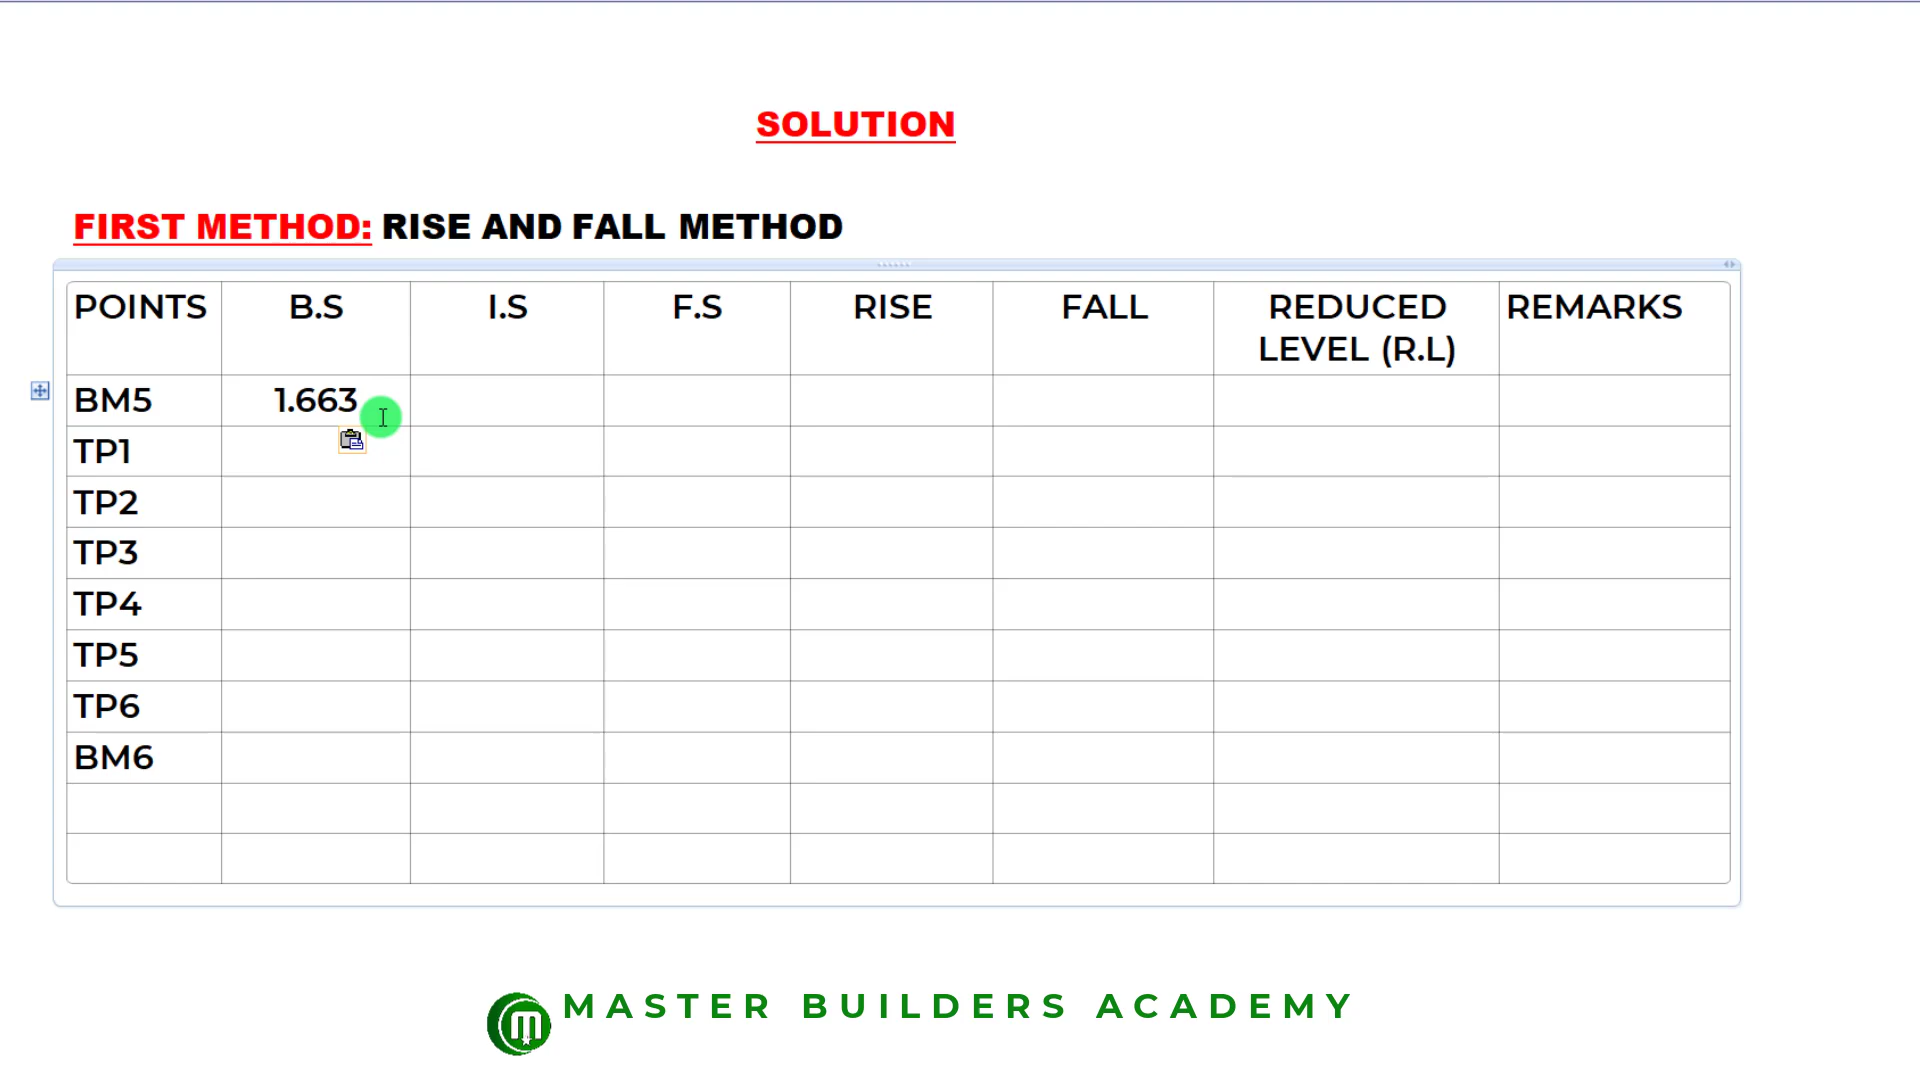 SOLUTION
FIRST METHOD: RISE AND FALL METHOD
POINTS B.S I.S F.S RISE FALL REDUCED LEVEL (R.L) REMARKS
BM5 1.663
TP1
TP2
TP3
TP4
TP5
TP6
BM6
MASTER BUILDERS ACADEMY